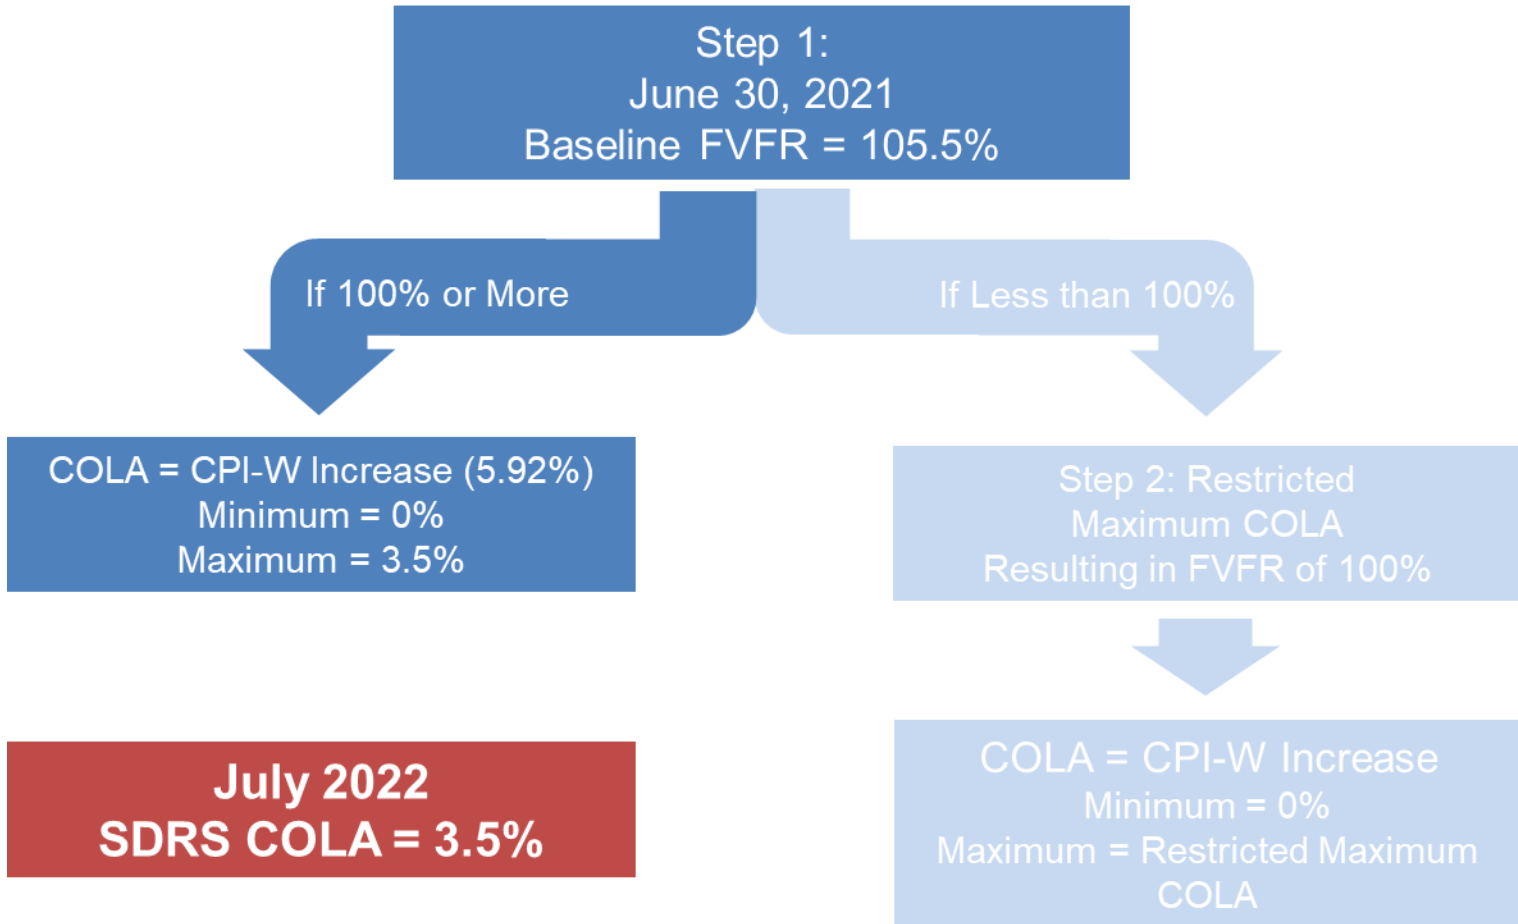 Step 1:
June 30, 2021
Baseline FVFR = 105.5%
If 100% or More
If Less than 100%
COLA = CPI-W Increase (5.92%)
Minimum = 0%
Maximum = 3.5%
Step 2: Restricted
Maximum COLA
Resulting in FVFR of 100%
July 2022
SDRS COLA = 3.5%
COLA = CPI-W Increase
Minimum = 0%
Maximum = Restricted Maximum
COLA